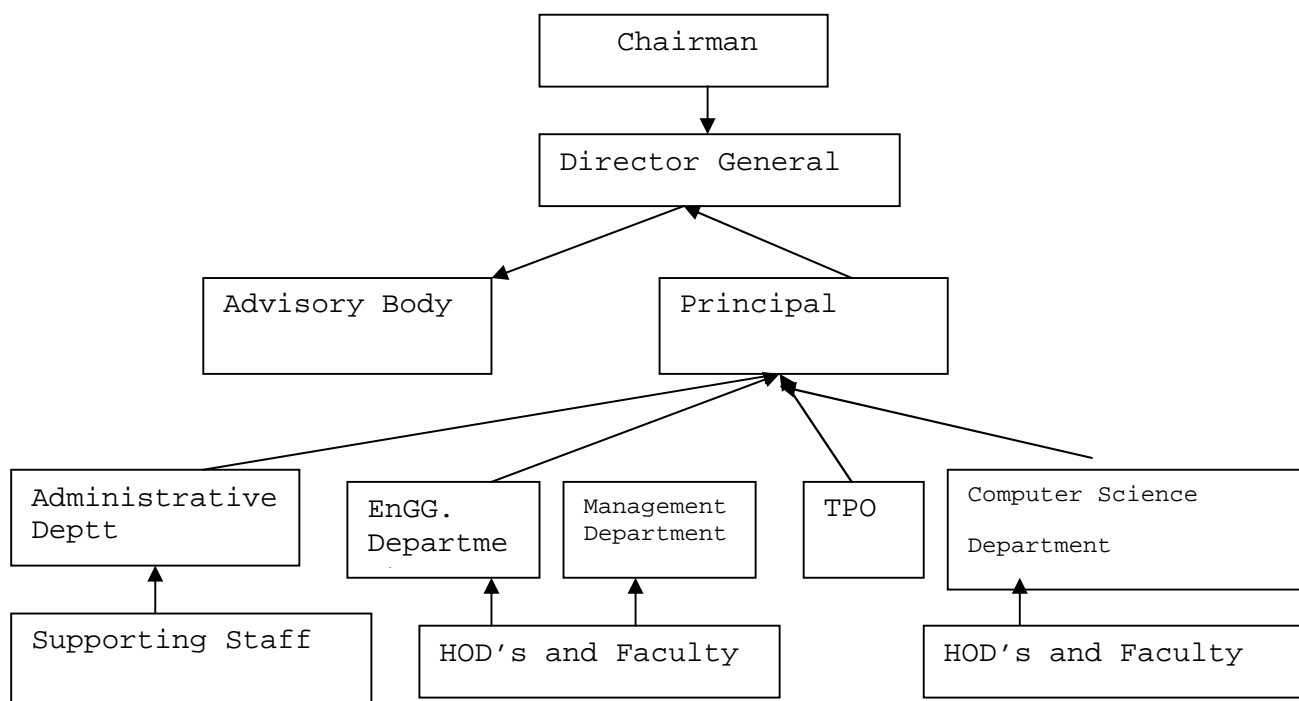 Chairman
Director General
Advisory Body
Principal
Administrative
Deptt
EnGG.
Departme
Management
Department
TPO
Computer Science
Department
Supporting Staff
HOD's and Faculty
HOD's and Faculty